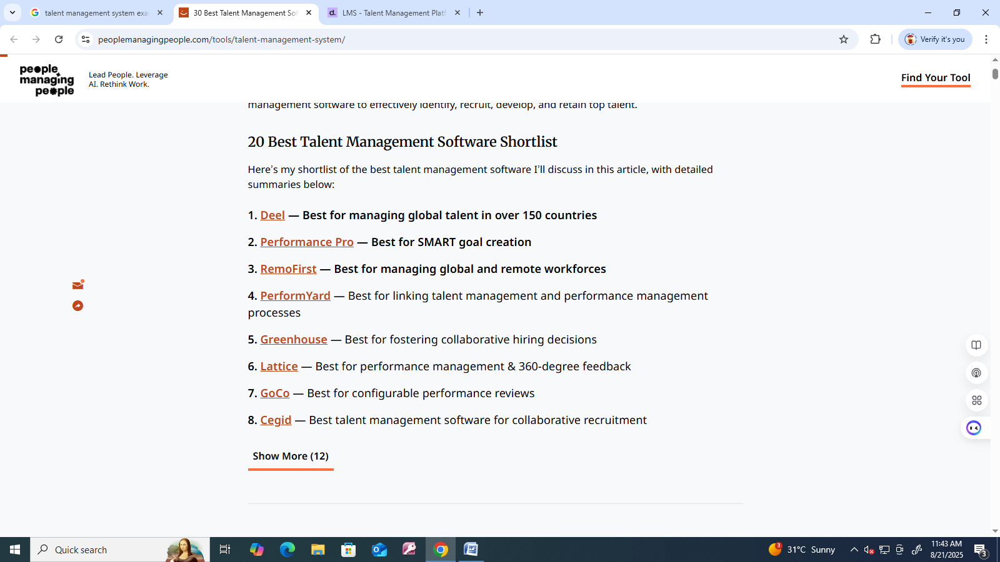 talent management system exa
30 Best Talent Management Sof
d.
LMS - Talent Management Platf
peoplemanagingpeople.com/tools/talent-management-system/
Verify it's you
people
managing
people
Lead People. Leverage
AI. Rethink Work.
Find Your Tool
management software to effectively identify, recruit, develop, and retain top talent.
20 Best Talent Management Software Shortlist
Here's my shortlist of the best talent management software I'll discuss in this article, with detailed
summaries below:
1. Deel — Best for managing global talent in over 150 countries
2. Performance Pro — Best for SMART goal creation
3. RemoFirst — Best for managing global and remote workforces
4. PerformYard — Best for linking talent management and performance management
processes
5. Greenhouse — Best for fostering collaborative hiring decisions
6. Lattice — Best for performance management & 360-degree feedback
7. GoCo — Best for configurable performance reviews
8. Cegid — Best talent management software for collaborative recruitment
Show More (12)
Quick search
3
31°C Sunny
11:43 AM
8/21/2025
3